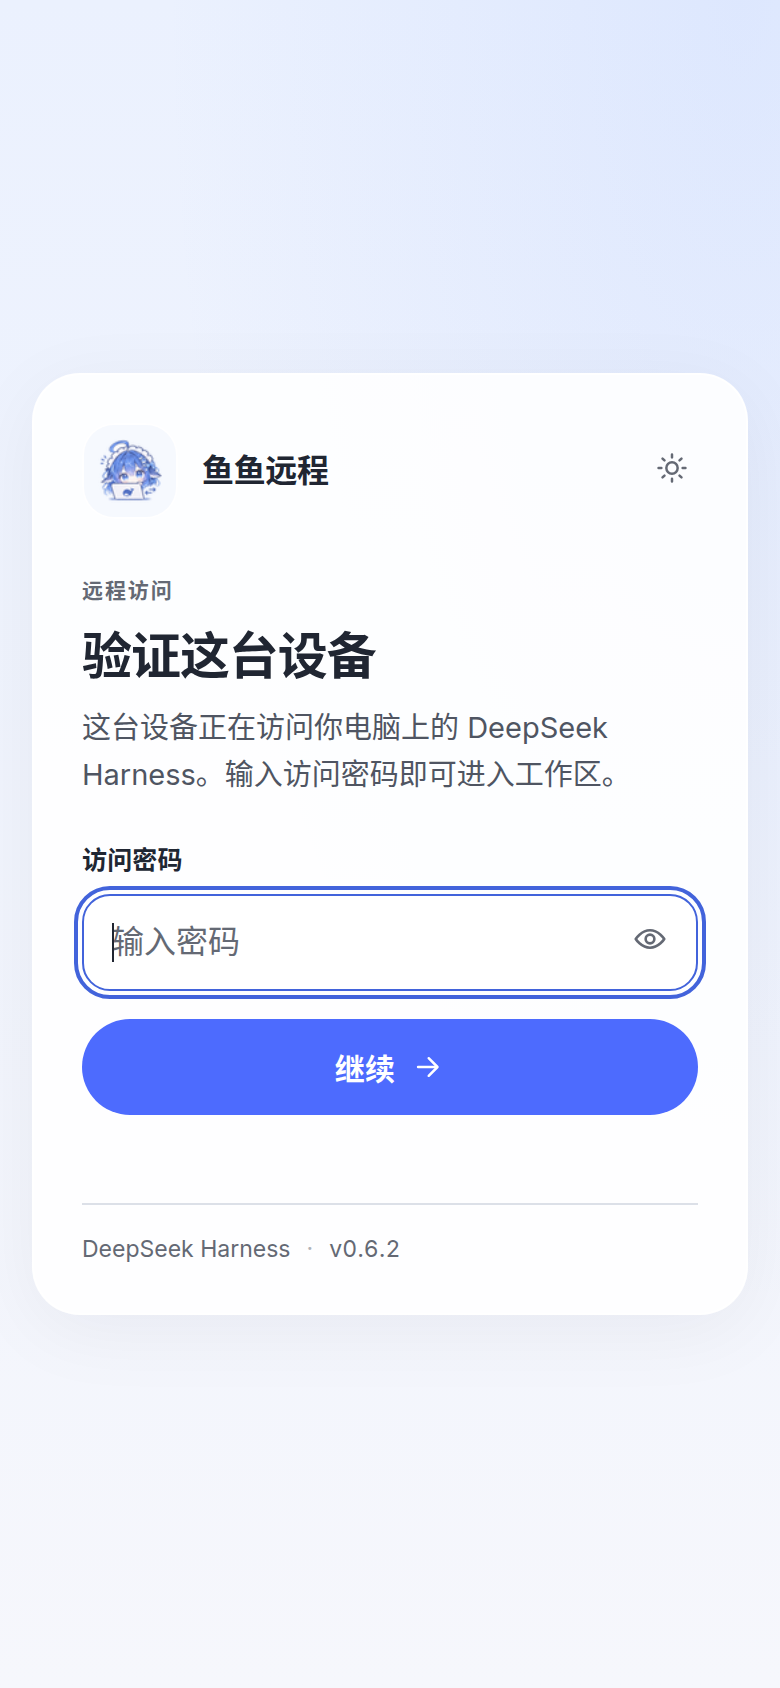 鱼鱼远程
远程访问
验证这台设备
这台设备正在访问你电脑上的 DeepSeek
Harness。输入访问密码即可进入工作区。
访问密码
输入密码
继续 →
DeepSeek Harness · v0.6.2